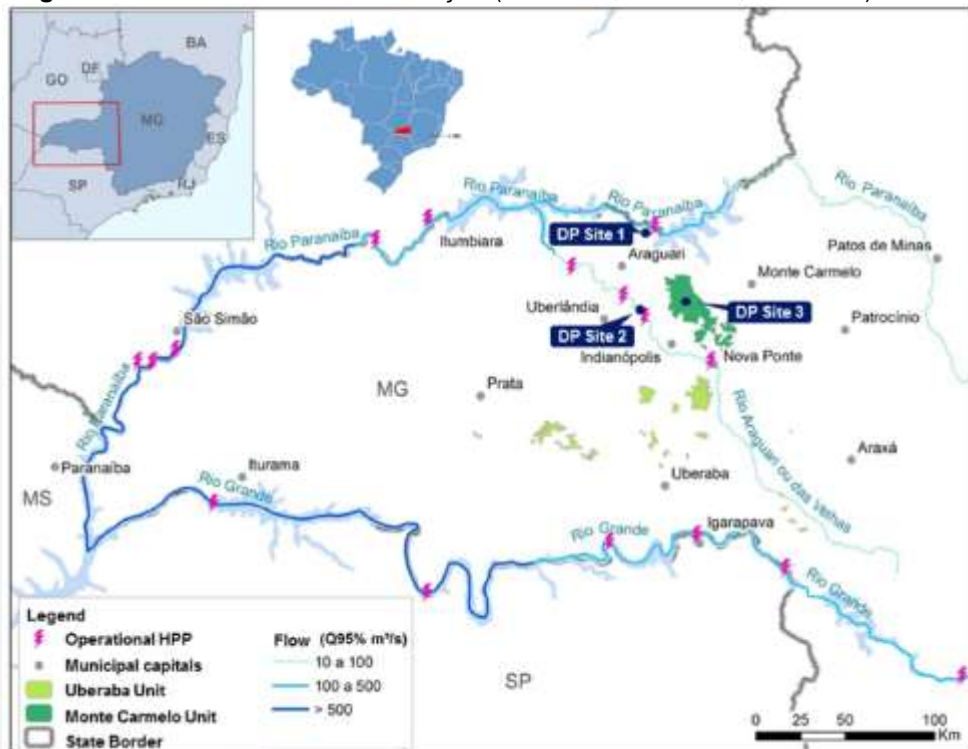 BA
GO
DF
MG
ES
SP
RJ
Rio Paranaíba
Rio Paranaíba
Rio Paranaíba
Rio Paranaíba
DP Site 1
Itumbiara
Araguari
Patos de Minas
Monte Carmelo
São Simão
Uberlândia
DP Site 3
Patrocínio
DP Site 2
Indianópolis
Nova Ponte
Rio Paranaíba
MG
Prata
Rio Araguari ou das Velhas
Paranaíba
Iturama
Uberaba
Araxá
MS
Rio Grande
Rio Grande
Igarapava
Rio Grande
SP
Legend
Operational HPP
Municipal capitals
Uberaba Unit
Monte Carmelo Unit
State Border
Flow (Q95% m³/s)
10 a 100
100 a 500
> 500
0 25 50 100
Km